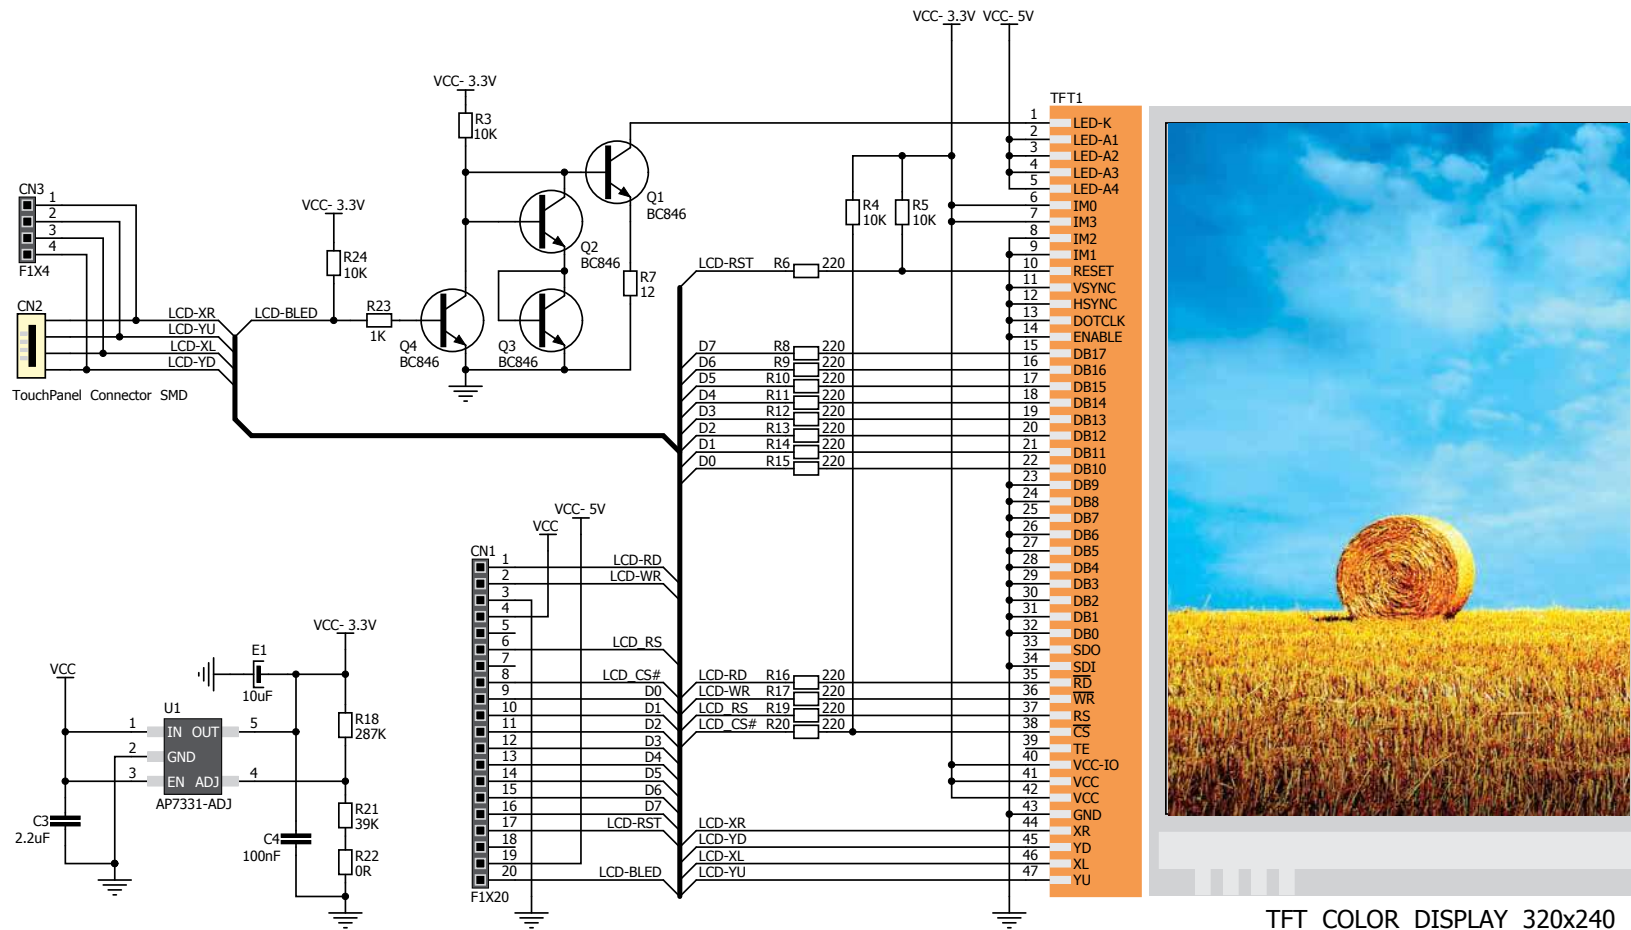 VCC- 3.3V VCC- 5V
VCC- 3.3V
R3
10K
Q1
BC846
Q2
BC846
R7
12
Q3
BC846
Q4
BC846
VCC- 3.3V
R24
10K
R23
1K
LCD-BLED
CN3
1
2
3
4
F1X4
CN2
LCD-XR
LCD-YU
LCD-XL
LCD-YD
TouchPanel Connector SMD
R4
10K
R5
10K
LCD-RST R6 220
D7 R8 220
D6 R9 220
D5 R10 220
D4 R11 220
D3 R12 220
D2 R13 220
D1 R14 220
D0 R15 220
LCD-RD R16 220
LCD-WR R17 220
LCD_RS R19 220
LCD_CS# R20 220
LCD-XR
LCD-YD
LCD-XL
LCD-YU
TFT1
1 LED-K
2 LED-A1
3 LED-A2
4 LED-A3
5 LED-A4
6 IM0
7 IM3
8 IM2
9 IM1
10 RESET
11 VSYNC
12 HSYNC
13 DOTCLK
14 ENABLE
15 DB17
16 DB16
17 DB15
18 DB14
19 DB13
20 DB12
21 DB11
22 DB10
23 DB9
24 DB8
25 DB7
26 DB6
27 DB5
28 DB4
29 DB3
30 DB2
31 DB1
32 DB0
33 SDO
34 SDI
35 RD
36 WR
37 RS
38 CS
39 TE
40 VCC-IO
41 VCC
42 VCC
43 GND
44 XR
45 YD
46 XL
47 YU
VCC- 5V
VCC
CN1
1 LCD-RD
2 LCD-WR
3
4
5
6 LCD_RS
7
8 LCD_CS#
9 D0
10 D1
11 D2
12 D3
13 D4
14 D5
15 D6
16 D7
17 LCD-RST
18
19
20 LCD-BLED
F1X20
VCC- 3.3V
E1
10uF
VCC
U1
1 IN OUT 5
2 GND
3 EN ADJ 4
AP7331-ADJ
R18
287K
R21
39K
R22
0R
C3
2.2uF
C4
100nF
TFT COLOR DISPLAY 320x240